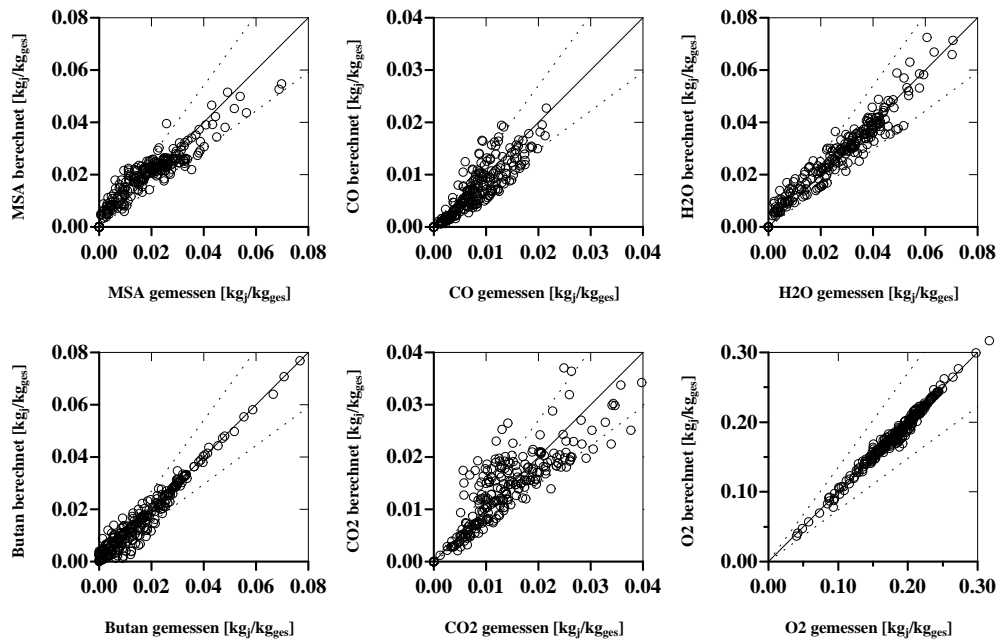 MSA berechnet [kgj/kgges]
0.08
0.06
0.04
0.02
0.00
0.00 0.02 0.04 0.06 0.08
MSA gemessen [kgj/kgges]
CO berechnet [kgj/kgges]
0.04
0.03
0.02
0.01
0.00
0.00 0.01 0.02 0.03 0.04
CO gemessen [kgj/kgges]
H2O berechnet [kgj/kgges]
0.08
0.06
0.04
0.02
0.00
0.00 0.02 0.04 0.06 0.08
H2O gemessen [kgj/kgges]
Butan berechnet [kgj/kgges]
0.08
0.06
0.04
0.02
0.00
0.00 0.02 0.04 0.06 0.08
Butan gemessen [kgj/kgges]
CO2 berechnet [kgj/kgges]
0.04
0.03
0.02
0.01
0.00
0.00 0.01 0.02 0.03 0.04
CO2 gemessen [kgj/kgges]
O2 berechnet [kgj/kgges]
0.30
0.20
0.10
0.00
0.00 0.10 0.20 0.30
O2 gemessen [kgj/kgges]